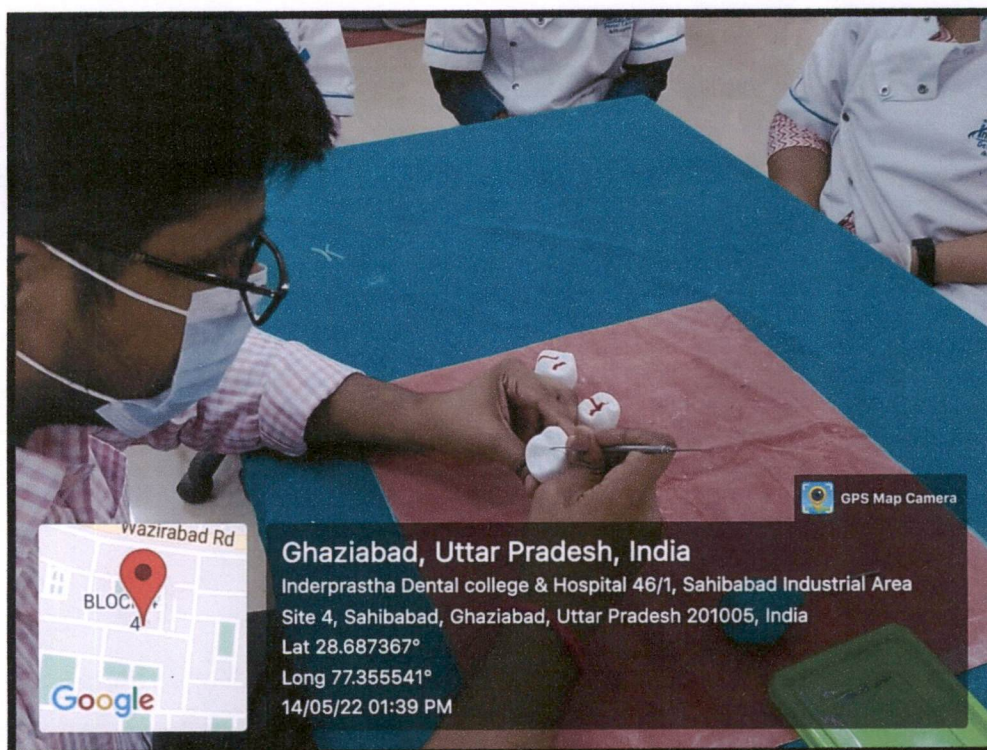 GPS Map Camera
Wazirabad Rd
4
Google
Ghaziabad, Uttar Pradesh, India
Inderprastha Dental college & Hospital 46/1, Sahibabad Industrial Area
Site 4, Sahibabad, Ghaziabad, Uttar Pradesh 201005, India
Lat 28.687367°
Long 77.355541°
14/05/22 01:39 PM